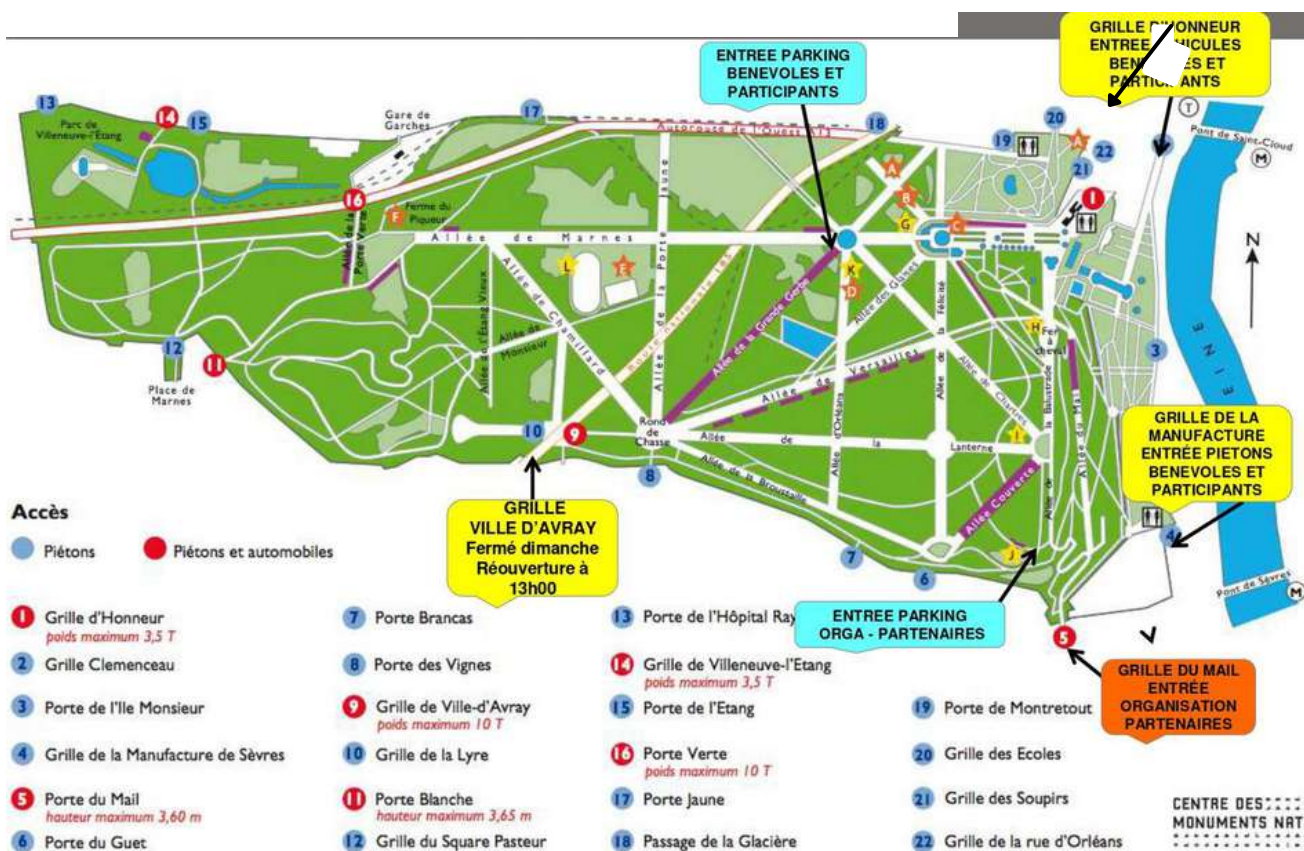 GRILLE D'HONNEUR
ENTREE VEHICULES
BENEVOLES ET
PARTICIPANTS
ENTREE PARKING
BENEVOLES ET
PARTICIPANTS
13
14
15
Parc de
Villeneuve-l'Etang
Gare de
Garches
17
Autoroute de l'Ouest A13
18
19
20
21
22
A
T
Pont de Saint-Cloud
M
16
Allée de la
Porte Verte
F
Ferme du
Piqueur
Allée de Marnes
A
B
G
C
1
N
L
E
K
D
Allée de la Porte Jaune
Allée de Chamillard
Allée de l'Etang Vieux
Allée de
Monsieur
Allée de la Grande Gerbe
Allée des Glaises
Allée de la Félicité
Allée de Versailles
Allée de Chartres
H
Fer
à
cheval
3
12
11
Place de
Marnes
10
9
Rond
de
Chasse
Allée de la Lanterne
Allée d'Orléans
Allée de la Broussaille
Allée de la Balustrade
Allée du Mail
I
Allée Couverte
J
8
7
6
4
5
Pont de Sèvres
M
GRILLE DE LA
MANUFACTURE
ENTRÉE PIETONS
BENEVOLES ET
PARTICIPANTS
GRILLE
VILLE D'AVRAY
Fermé dimanche
Réouverture à
13h00
ENTREE PARKING
ORGA - PARTENAIRES
GRILLE DU MAIL
ENTRÉE
ORGANISATION
PARTENAIRES
Accès
Piétons
Piétons et automobiles
1 Grille d'Honneur
poids maximum 3,5 T
2 Grille Clemenceau
3 Porte de l'Ile Monsieur
4 Grille de la Manufacture de Sèvres
5 Porte du Mail
hauteur maximum 3,60 m
6 Porte du Guet
7 Porte Brancas
8 Porte des Vignes
9 Grille de Ville-d'Avray
poids maximum 10 T
10 Grille de la Lyre
11 Porte Blanche
hauteur maximum 3,65 m
12 Grille du Square Pasteur
13 Porte de l'Hôpital Ray
14 Grille de Villeneuve-l'Etang
poids maximum 3,5 T
15 Porte de l'Etang
16 Porte Verte
poids maximum 10 T
17 Porte Jaune
18 Passage de la Glacière
19 Porte de Montretout
20 Grille des Ecoles
21 Grille des Soupirs
22 Grille de la rue d'Orléans
CENTRE DES
MONUMENTS NAT